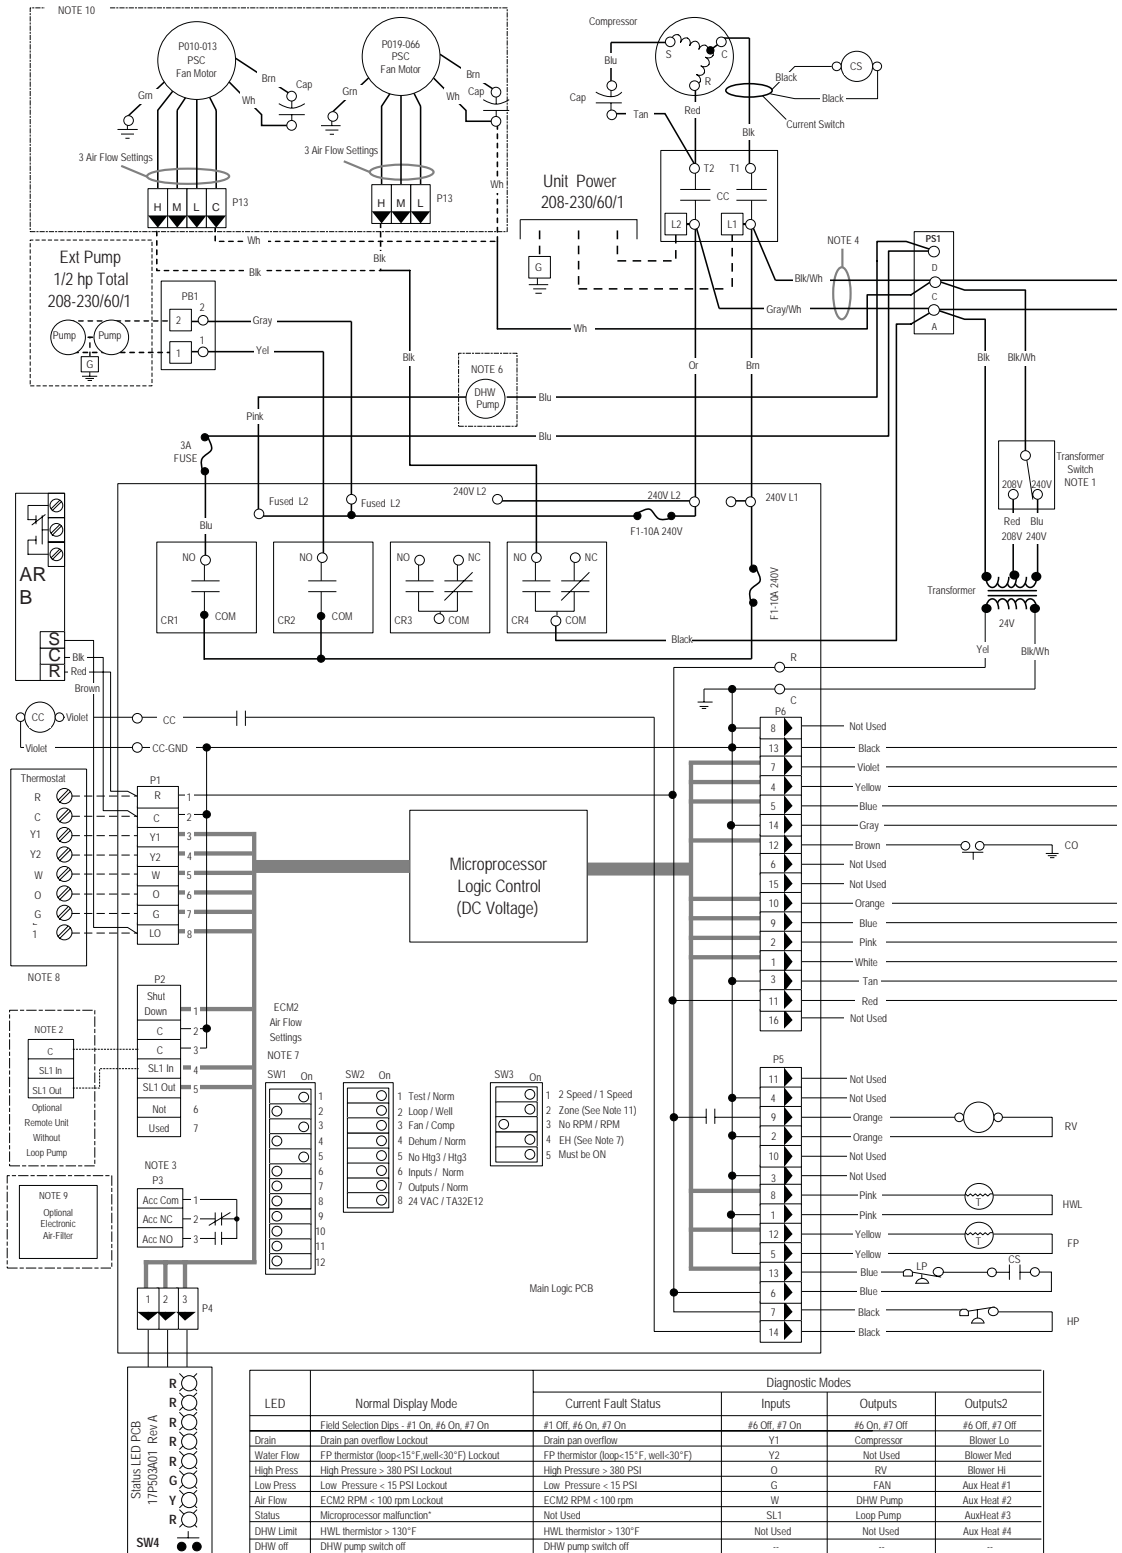 NOTE 10
P010-013
PSC
Fan Motor
Grn
Brn
Wh
Cap
3 Air Flow Settings
H M L C P13
P019-066
PSC
Fan Motor
Grn
Brn
Wh
Cap
3 Air Flow Settings
H M L P13
Wh
Wh
Blk
Blk
Compressor
S C
R
Blu
Cap
Tan
Red
Blk
Black
Black
CS
Current Switch
T2 T1
CC
L2 L1
Unit Power
208-230/60/1
G
NOTE 4
PS1
D
C
A
Blk/Wh
Gray/Wh
Wh
Ext Pump
1/2 hp Total
208-230/60/1
Pump Pump
G
PB1
2 2
1 1
Gray
Yel
Blk
Or
Brn
Blk
Blk/Wh
NOTE 6
DHW
Pump
Blu
Pink
Blu
3A
FUSE
Transformer
Switch
NOTE 1
208V 240V
Red Blu
208V 240V
Transformer
24V
Yel
Blk/Wh
Fused L2
Fused L2
240V L2
240V L2
240V L1
F1-10A 240V
F1-10A 240V
Blu
NO
COM
CR1
NO
COM
CR2
NO NC
CR3 COM
NO NC
CR4 COM
Black
AR
B
S
C
R
Blk
Red
Brown
CC Violet
Violet
CC
CC-GND
R
C
Thermostat
R
C
Y1
Y2
W
O
G
L
1
NOTE 8
P1
R 1
C 2
Y1 3
Y2 4
W 5
O 6
G 7
LO 8
Microprocessor
Logic Control
(DC Voltage)
P6
8 Not Used
13 Black
7 Violet
4 Yellow
5 Blue
14 Gray
12 Brown CO
6 Not Used
15 Not Used
10 Orange
9 Blue
2 Pink
1 White
3 Tan
11 Red
16 Not Used
P2
Shut
Down 1
C 2
C 3
SL1 In 4
SL1 Out 5
Not 6
Used 7
NOTE 2
C
SL1 In
SL1 Out
Optional
Remote Unit
Without
Loop Pump
NOTE 9
Optional
Electronic
Air-Filter
NOTE 3
P3
Acc Com 1
Acc NC 2
Acc NO 3
1 2 3 P4
ECM2
Air Flow
Settings
NOTE 7
SW1 On
1
2
3
4
5
6
7
8
9
10
11
12
SW2 On
1 Test / Norm
2 Loop / Well
3 Fan / Comp
4 Dehum / Norm
5 No Htg3 / Htg3
6 Inputs / Norm
7 Outputs / Norm
8 24 VAC / TA32E12
SW3 On
1 2 Speed / 1 Speed
2 Zone (See Note 11)
3 No RPM / RPM
4 EH (See Note 7)
5 Must be ON
Main Logic PCB
P5
11 Not Used
4 Not Used
9 Orange
2 Orange
RV
10 Not Used
3 Not Used
8 Pink
T
HWL
1 Pink
12 Yellow
T
FP
5 Yellow
13 Blue LP CS
6 Blue
7 Black
HP
14 Black
Status LED PCB
17P503A01 Rev A
R
R
R
R
R
G
Y
R
SW4
LED Normal Display Mode Diagnostic Modes
Current Fault Status Inputs Outputs Outputs2
Field Selection Dips - #1 On, #6 On, #7 On #1 Off, #6 On, #7 On #6 Off, #7 On #6 On, #7 Off #6 Off, #7 Off
Drain Drain pan overflow Lockout Drain pan overflow Y1 Compressor Blower Lo
Water Flow FP thermistor (loop<15°F,well<30°F) Lockout FP thermistor (loop<15°F, well<30°F) Y2 Not Used Blower Med
High Press High Pressure > 380 PSI Lockout High Pressure > 380 PSI O RV Blower Hi
Low Press Low Pressure < 15 PSI Lockout Low Pressure < 15 PSI G FAN Aux Heat #1
Air Flow ECM2 RPM < 100 rpm Lockout ECM2 RPM < 100 rpm W DHW Pump Aux Heat #2
Status Microprocessor malfunction* Not Used SL1 Loop Pump AuxHeat #3
DHW Limit HWL thermistor > 130°F HWL thermistor > 130°F Not Used Not Used Aux Heat #4
DHW off DHW pump switch off DHW pump switch off -- -- --